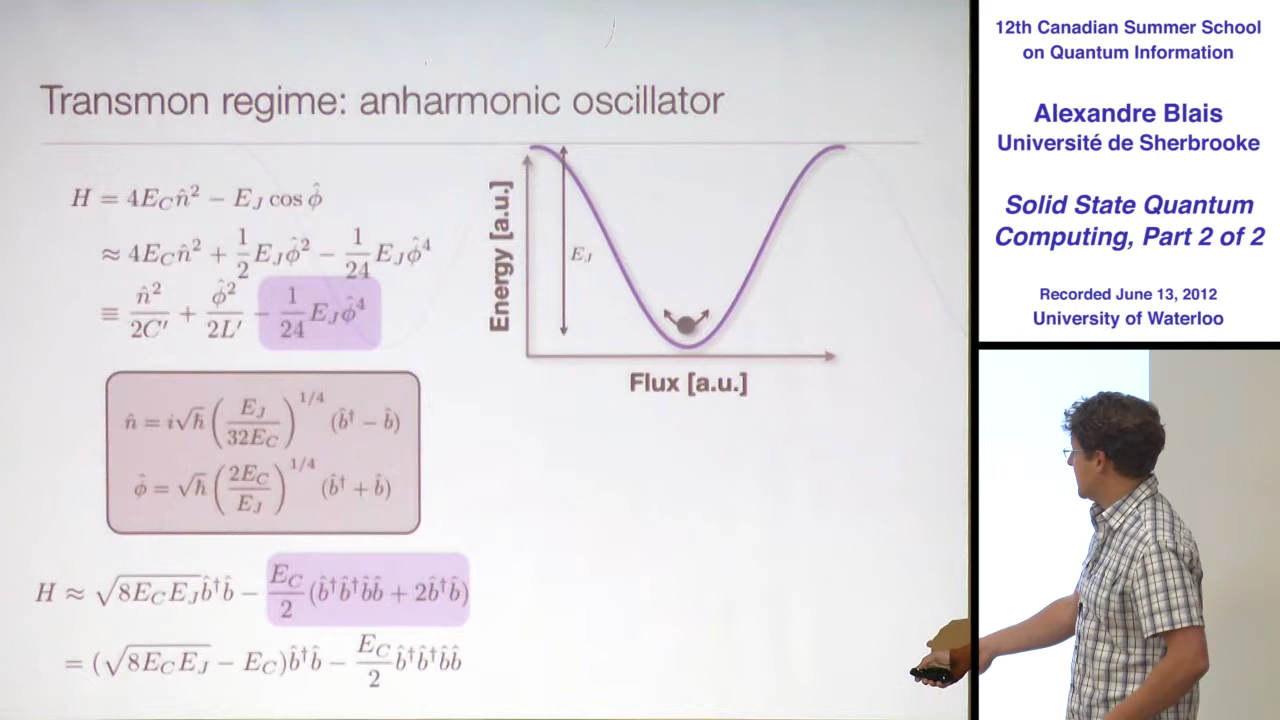 Transmon regime: anharmonic oscillator
H = 4E_C n̂² − E_J cos φ̂
≈ 4E_C n̂² + 1/2 E_J φ̂² − 1/24 E_J φ̂⁴
≡ n̂²/2C′ + φ̂²/2L′ − 1/24 E_J φ̂⁴
n̂ = i√ħ (E_J/32E_C)^1/4 (b̂† − b̂)
φ̂ = √ħ (2E_C/E_J)^1/4 (b̂† + b̂)
H ≈ √(8E_C E_J) b̂†b̂ − E_C/2 (b̂†b̂†b̂b̂ + 2b̂†b̂)
= (√(8E_C E_J) − E_C) b̂†b̂ − E_C/2 b̂†b̂†b̂b̂
Energy [a.u.]
E_J
Flux [a.u.]
12th Canadian Summer School
on Quantum Information
Alexandre Blais
Université de Sherbrooke
Solid State Quantum
Computing, Part 2 of 2
Recorded June 13, 2012
University of Waterloo